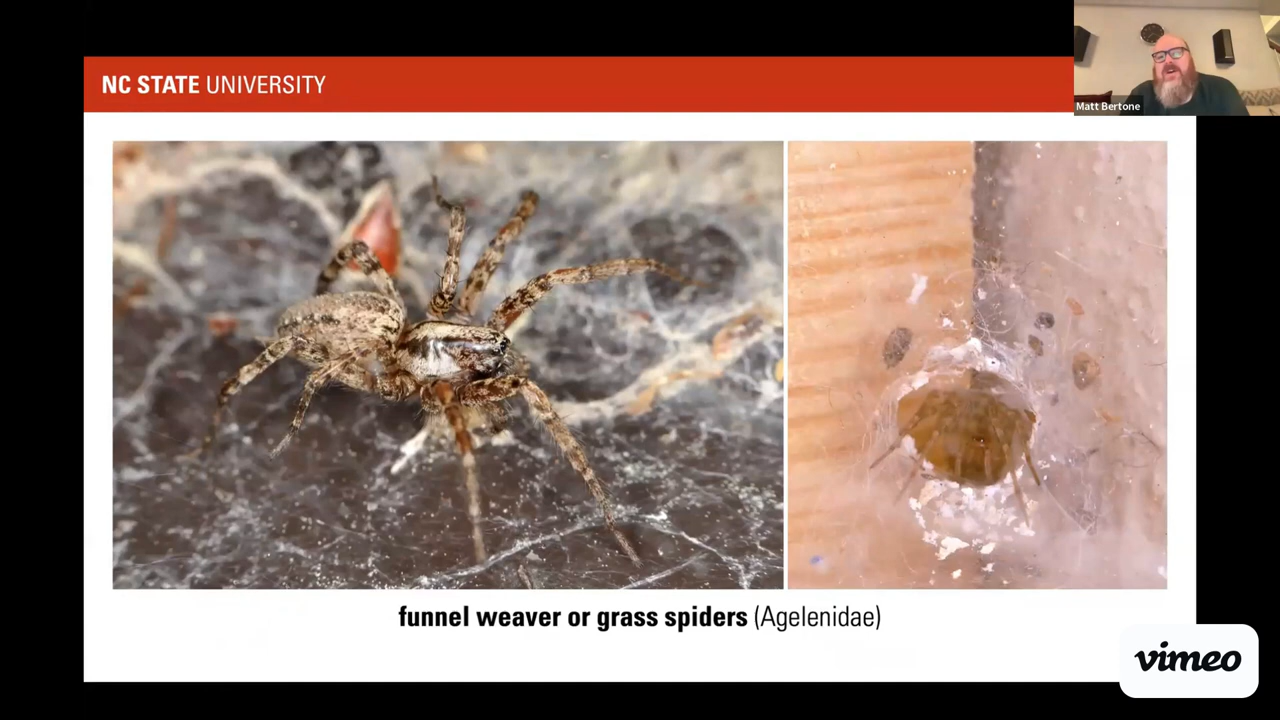 NC STATE UNIVERSITY
Matt Bertone
funnel weaver or grass spiders (Agelenidae)
vimeo